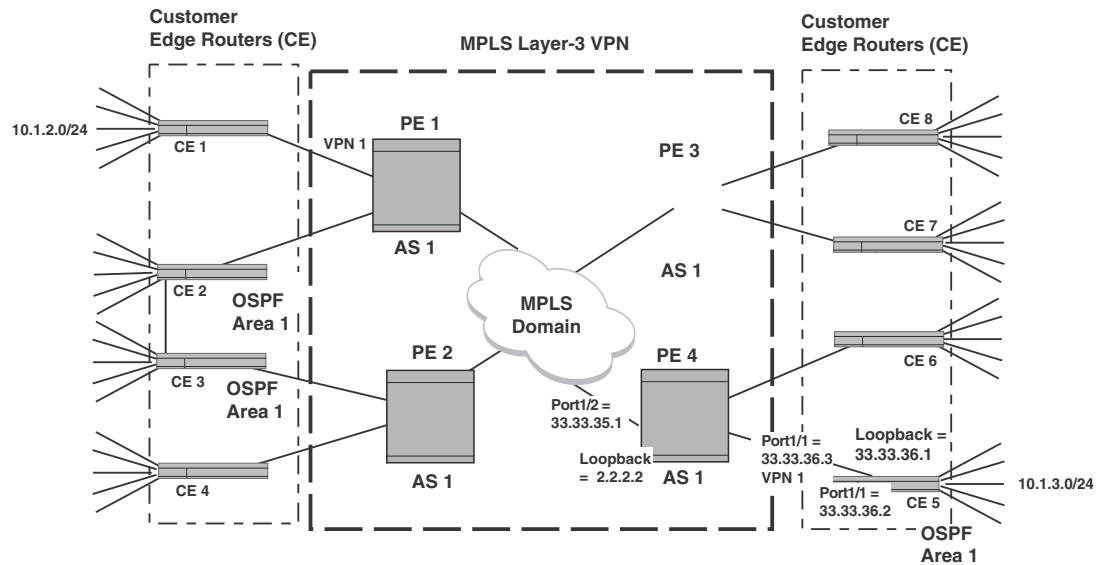 Customer
Edge Routers (CE)
MPLS Layer-3 VPN
Customer
Edge Routers (CE)
10.1.2.0/24
CE 1
VPN 1
PE 1
AS 1
CE 2
OSPF
Area 1
CE 3
OSPF
Area 1
CE 4
PE 2
AS 1
MPLS
Domain
PE 3
AS 1
CE 8
CE 7
CE 6
PE 4
AS 1
Port1/2 =
33.33.35.1
Loopback
= 2.2.2.2
Port1/1 =
33.33.36.3
VPN 1
Loopback =
33.33.36.1
Port1/1 =
33.33.36.2
CE 5
10.1.3.0/24
OSPF
Area 1